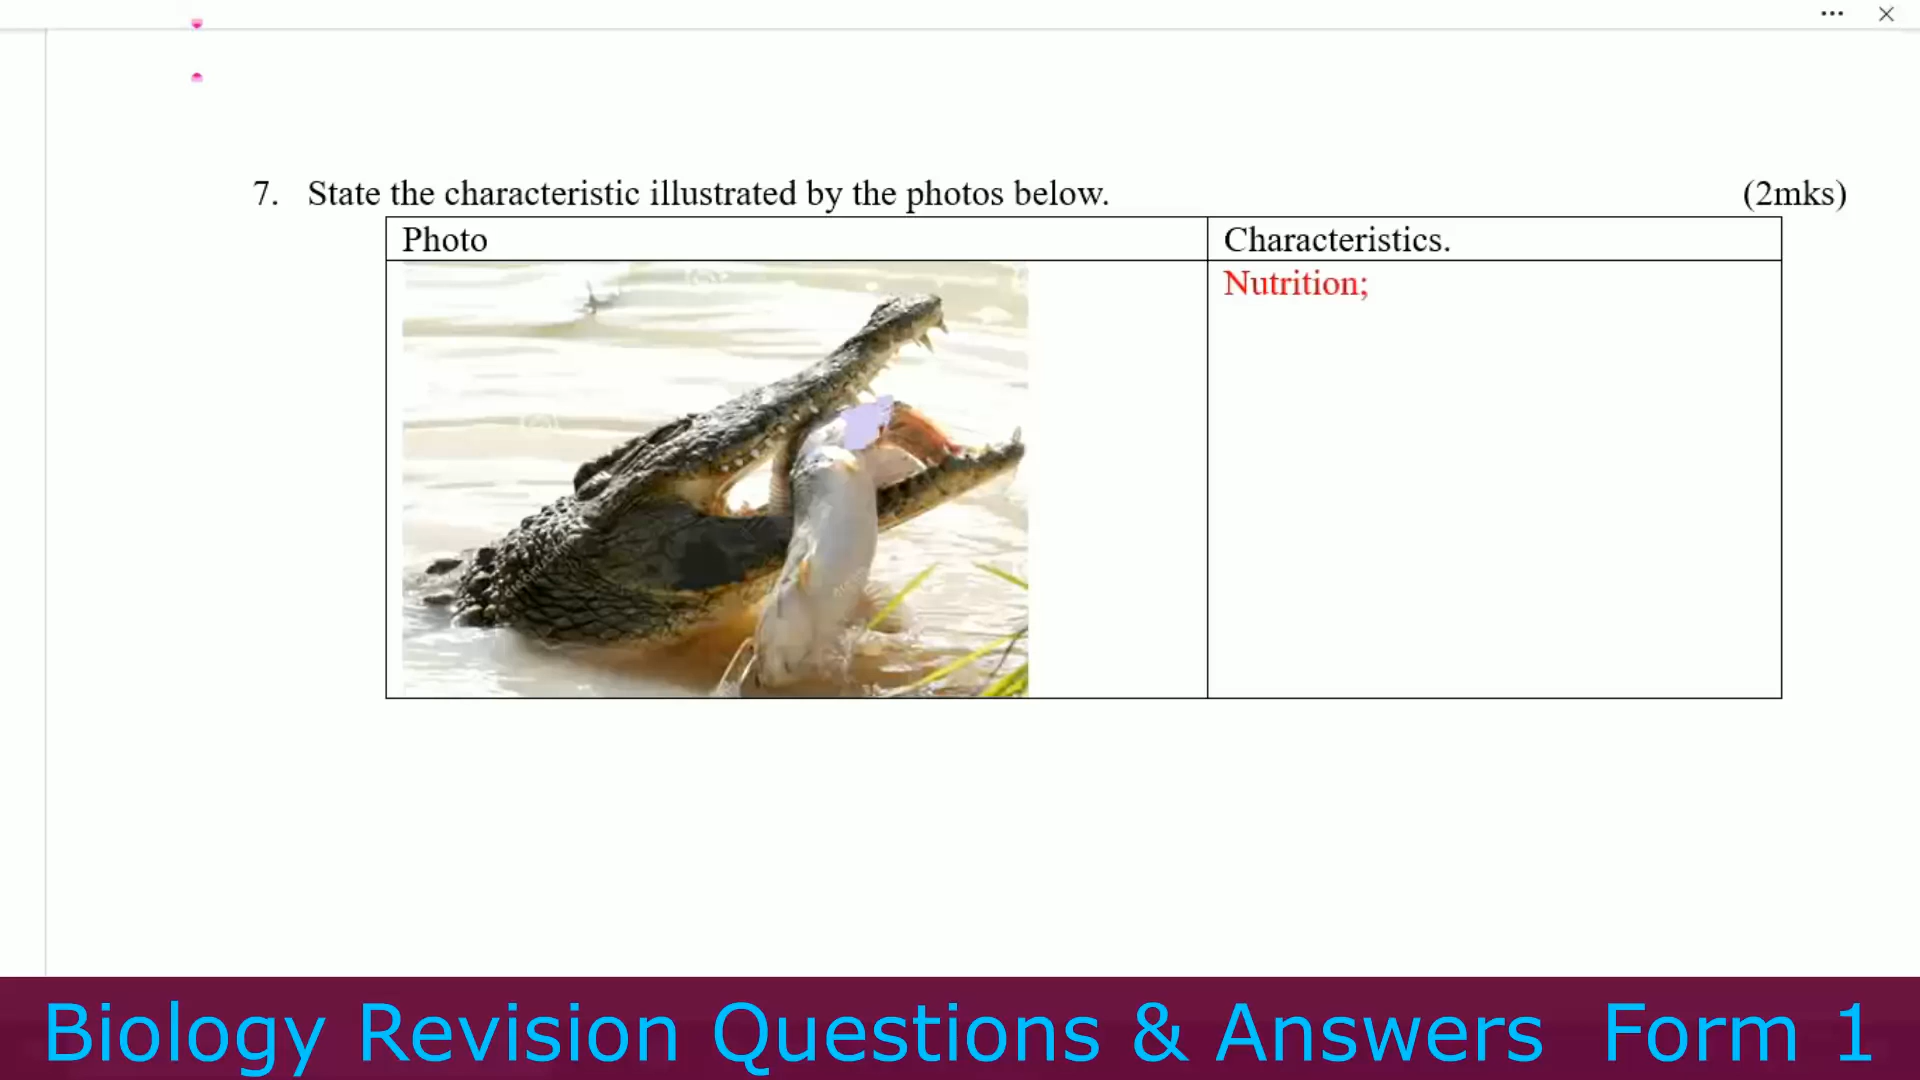 7. State the characteristic illustrated by the photos below. (2mks)
Photo Characteristics.
Nutrition;
Biology Revision Questions & Answers Form 1